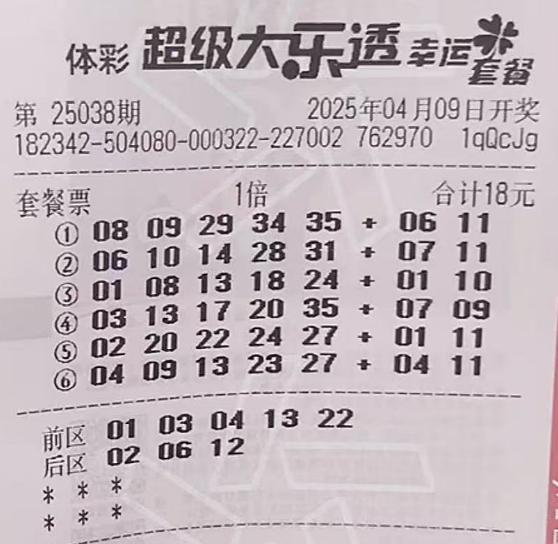 体彩 超级大乐透 幸运套餐
第 25038期 2025年04月09日开奖
182342-504080-000322-227002 762970 1qQcJg
套餐票 1倍 合计18元
① 08 09 29 34 35 + 06 11
② 06 10 14 28 31 + 07 11
③ 01 08 13 18 24 + 01 10
④ 03 13 17 20 35 + 07 09
⑤ 02 20 22 24 27 + 01 11
⑥ 04 09 13 23 27 + 04 11
前区 01 03 04 13 22
后区 02 06 12
* * *
* * *